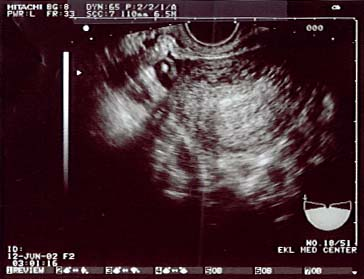 HITACHI BG:8 DYN:65 P:2/2/1/A
PWR:L FR:33 SCC:7 110mm 6.5M
ID:
12-JUN-02 F2
03:01:16
NO.18/51
EKL MED CENTER
REVIEW